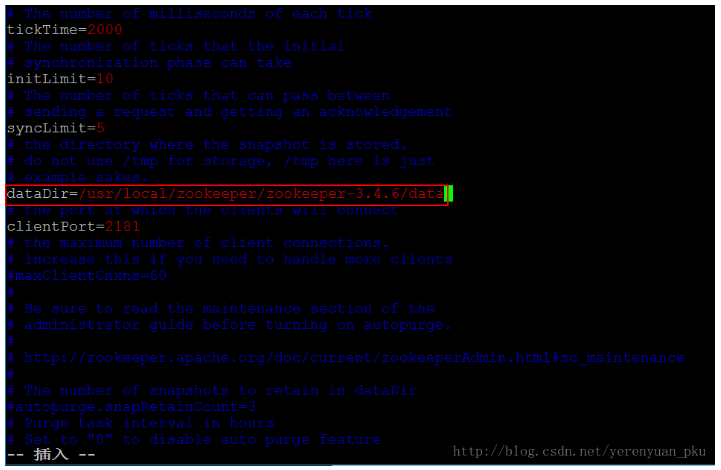 # The number of milliseconds of each tick
tickTime=2000
# The number of ticks that the initial
# synchronization phase can take
initLimit=10
# The number of ticks that can pass between
# sending a request and getting an acknowledgement
syncLimit=5
# the directory where the snapshot is stored.
# do not use /tmp for storage, /tmp here is just
# example sakes.
dataDir=/usr/local/zookeeper/zookeeper-3.4.6/data
# the port at which the clients will connect
clientPort=2181
# the maximum number of client connections.
# increase this if you need to handle more clients
#maxClientCnxns=60
#
# Be sure to read the maintenance section of the
# administrator guide before turning on autopurge.
#
# http://zookeeper.apache.org/doc/current/zookeeperAdmin.html#sc_maintenance
#
# The number of snapshots to retain in dataDir
#autopurge.snapRetainCount=3
# Purge task interval in hours
# Set to "0" to disable auto purge feature
-- 插入 --
http://blog.csdn.net/yerenyuan_pku